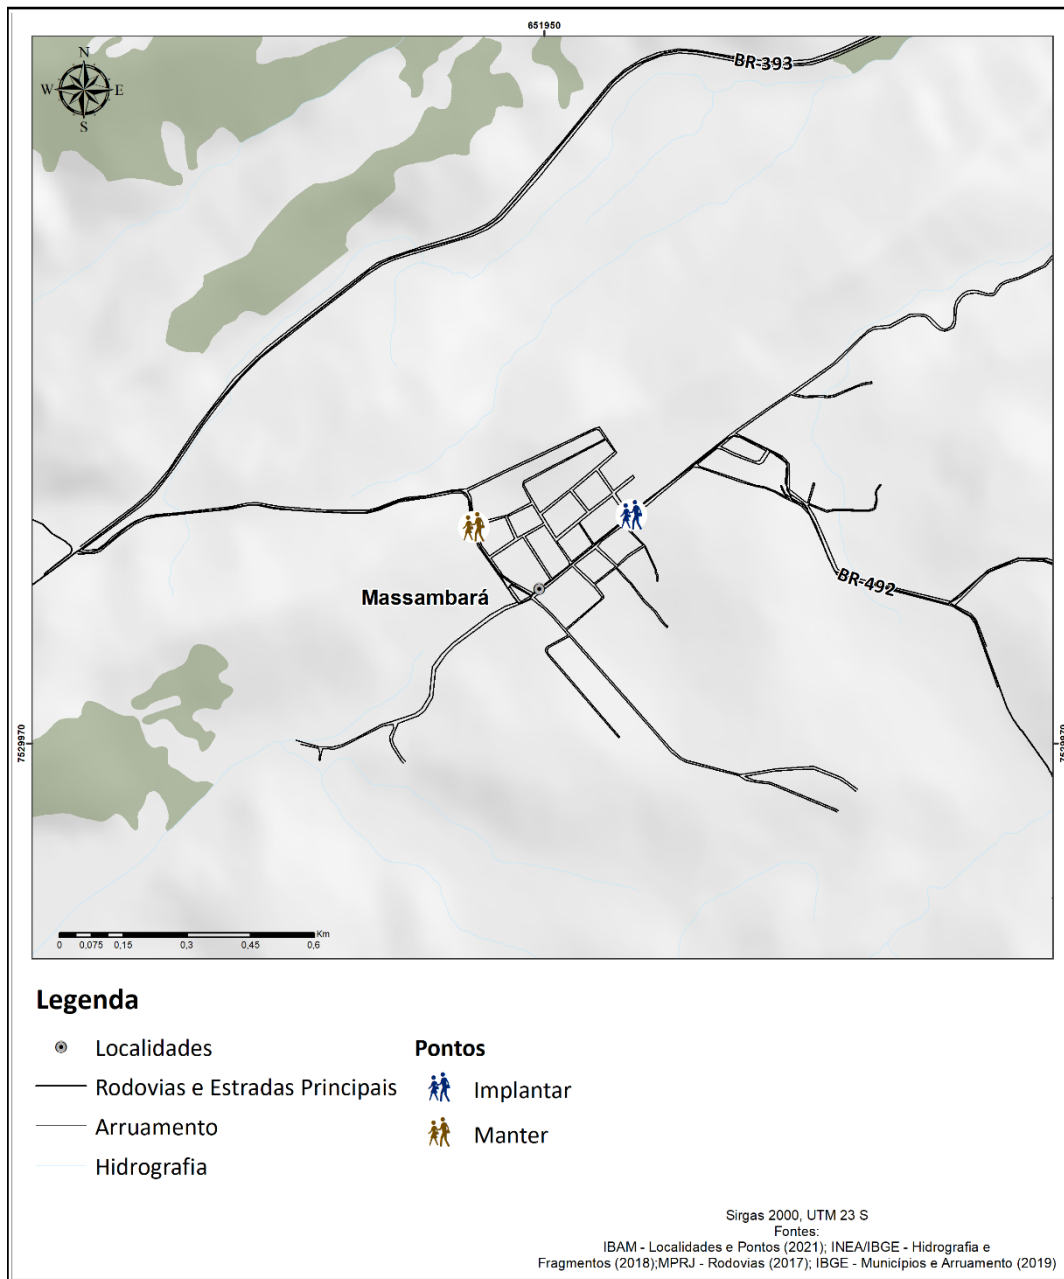 651950
N
W E
S
BR-393
Massambará
BR-492
7529970
7529970
Km
0 0,075 0,15 0,3 0,45 0,6
Legenda
Localidades
Rodovias e Estradas Principais
Arruamento
Hidrografia
Pontos
Implantar
Manter
Sirgas 2000, UTM 23 S
Fontes:
IBAM - Localidades e Pontos (2021); INEA/IBGE - Hidrografia e
Fragmentos (2018);MPRJ - Rodovias (2017); IBGE - Municípios e Arruamento (2019)